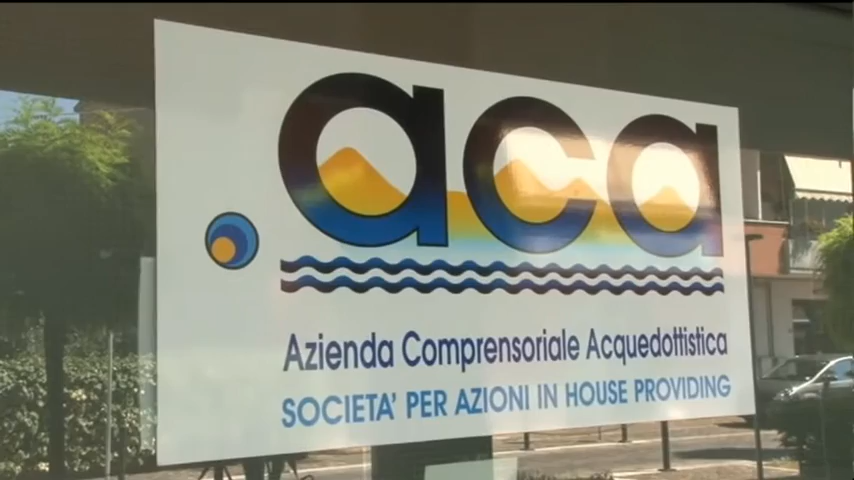 .aca
Azienda Comprensoriale Acquedottistica
SOCIETA' PER AZIONI IN HOUSE PROVIDING